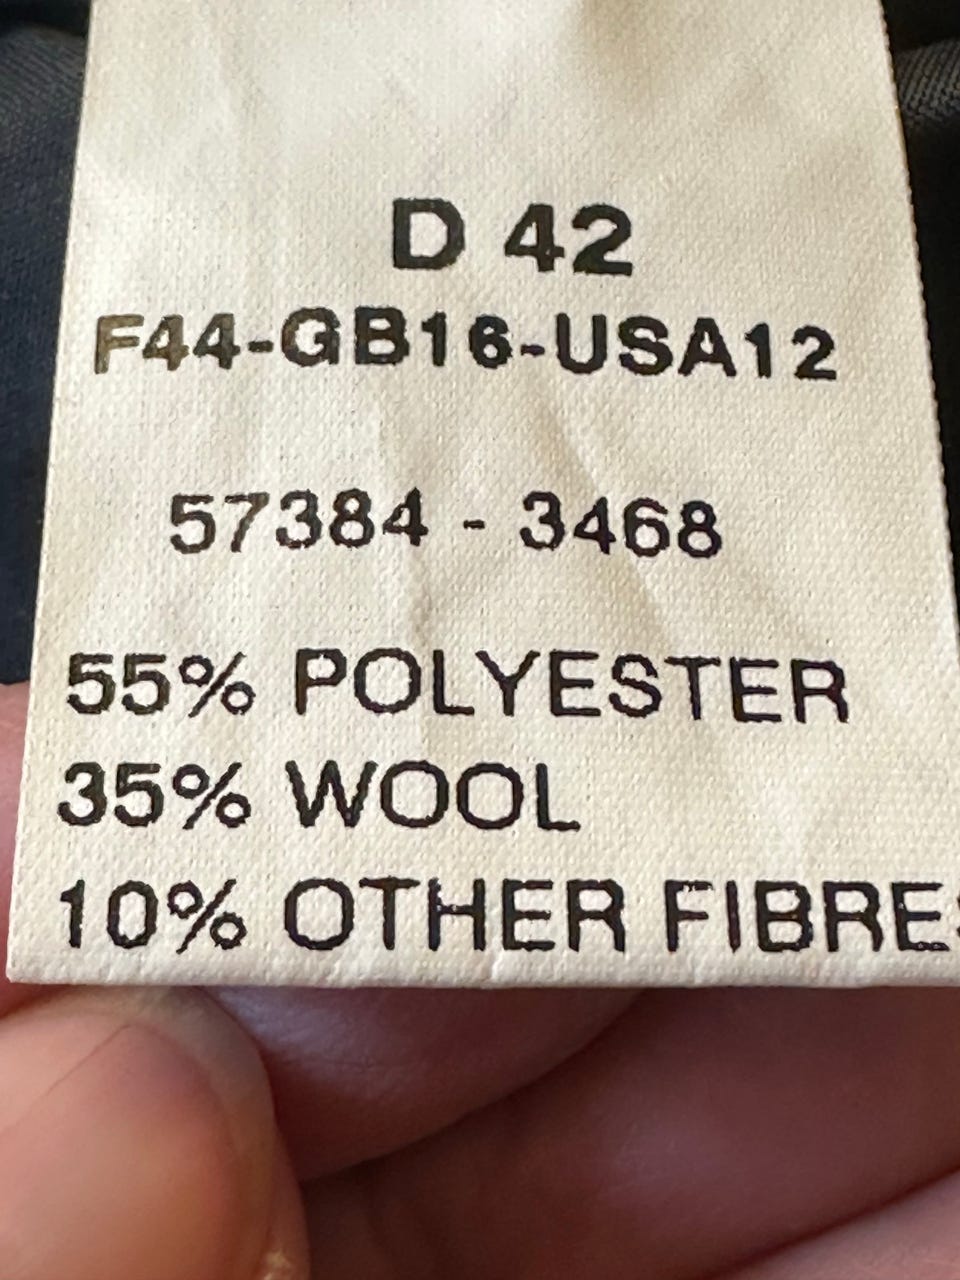 D 42
F44-GB16-USA12
57384 - 3468
55% POLYESTER
35% WOOL
10% OTHER FIBRES